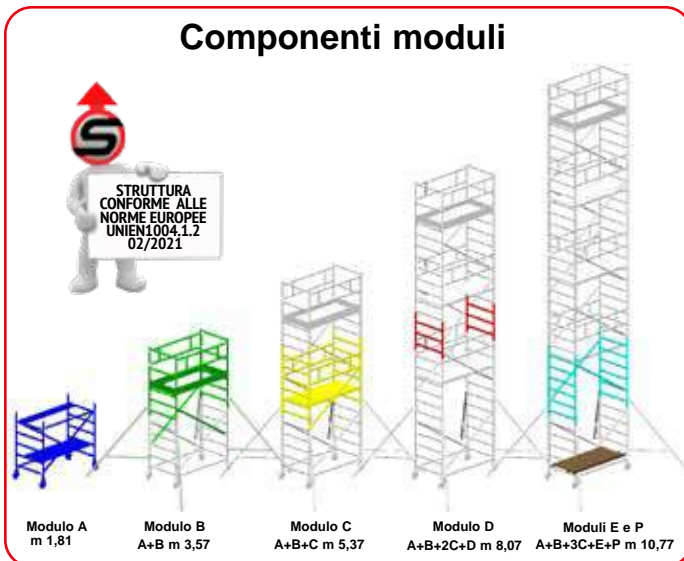 Componenti moduli
S
STRUTTURA
CONFORME ALLE
NORME EUROPEE
UNIEN1004.1.2
02/2021
Modulo A
m 1,81
Modulo B
A+B m 3,57
Modulo C
A+B+C m 5,37
Modulo D
A+B+2C+D m 8,07
Moduli E e P
A+B+3C+E+P m 10,77